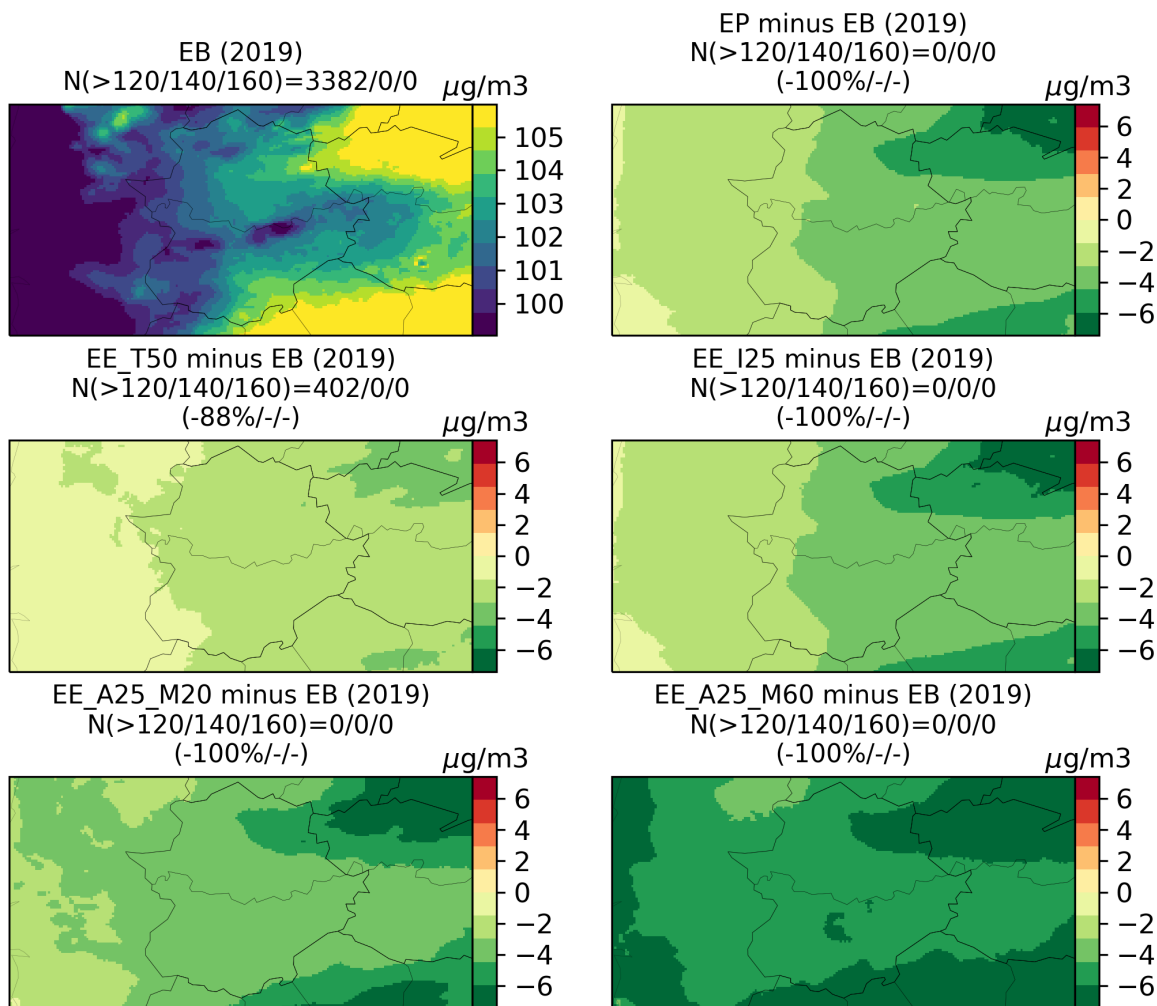 EB (2019)
N(>120/140/160)=3382/0/0
μg/m3
105
104
103
102
101
100
EP minus EB (2019)
N(>120/140/160)=0/0/0
(-100%/-/-)
μg/m3
6
4
2
0
−2
−4
−6
EE_T50 minus EB (2019)
N(>120/140/160)=402/0/0
(-88%/-/-)
μg/m3
6
4
2
0
−2
−4
−6
EE_I25 minus EB (2019)
N(>120/140/160)=0/0/0
(-100%/-/-)
μg/m3
6
4
2
0
−2
−4
−6
EE_A25_M20 minus EB (2019)
N(>120/140/160)=0/0/0
(-100%/-/-)
μg/m3
6
4
2
0
−2
−4
−6
EE_A25_M60 minus EB (2019)
N(>120/140/160)=0/0/0
(-100%/-/-)
μg/m3
6
4
2
0
−2
−4
−6